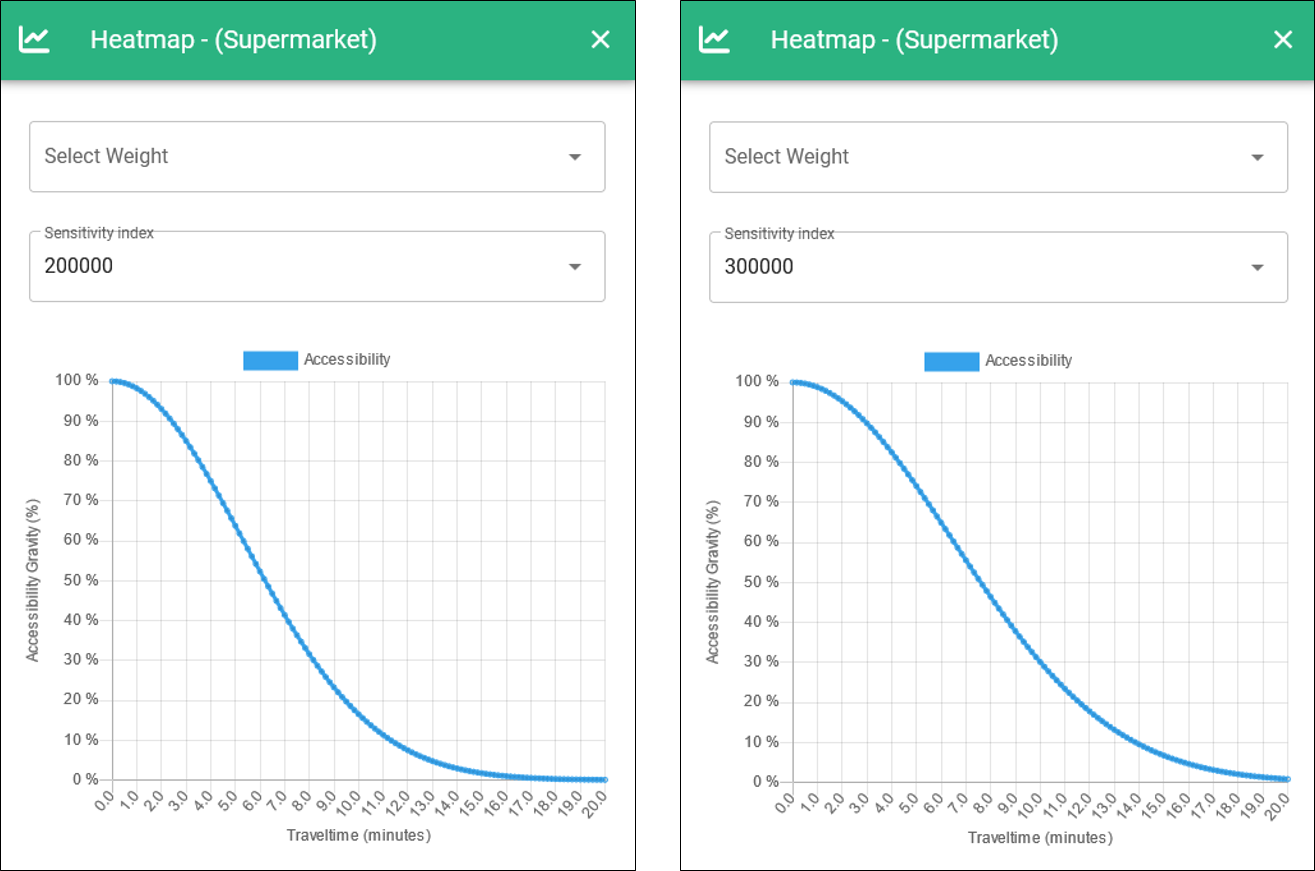 Heatmap - (Supermarket)
Select Weight
Sensitivity index
200000
Accessibility
100 %
90 %
80 %
70 %
60 %
50 %
40 %
30 %
20 %
10 %
0 %
Accessibility Gravity (%)
0.0 1.0 2.0 3.0 4.0 5.0 6.0 7.0 8.0 9.0 10.0 11.0 12.0 13.0 14.0 15.0 16.0 17.0 18.0 19.0 20.0
Traveltime (minutes)
Heatmap - (Supermarket)
Select Weight
Sensitivity index
300000
Accessibility
100 %
90 %
80 %
70 %
60 %
50 %
40 %
30 %
20 %
10 %
0 %
Accessibility Gravity (%)
0.0 1.0 2.0 3.0 4.0 5.0 6.0 7.0 8.0 9.0 10.0 11.0 12.0 13.0 14.0 15.0 16.0 17.0 18.0 19.0 20.0
Traveltime (minutes)